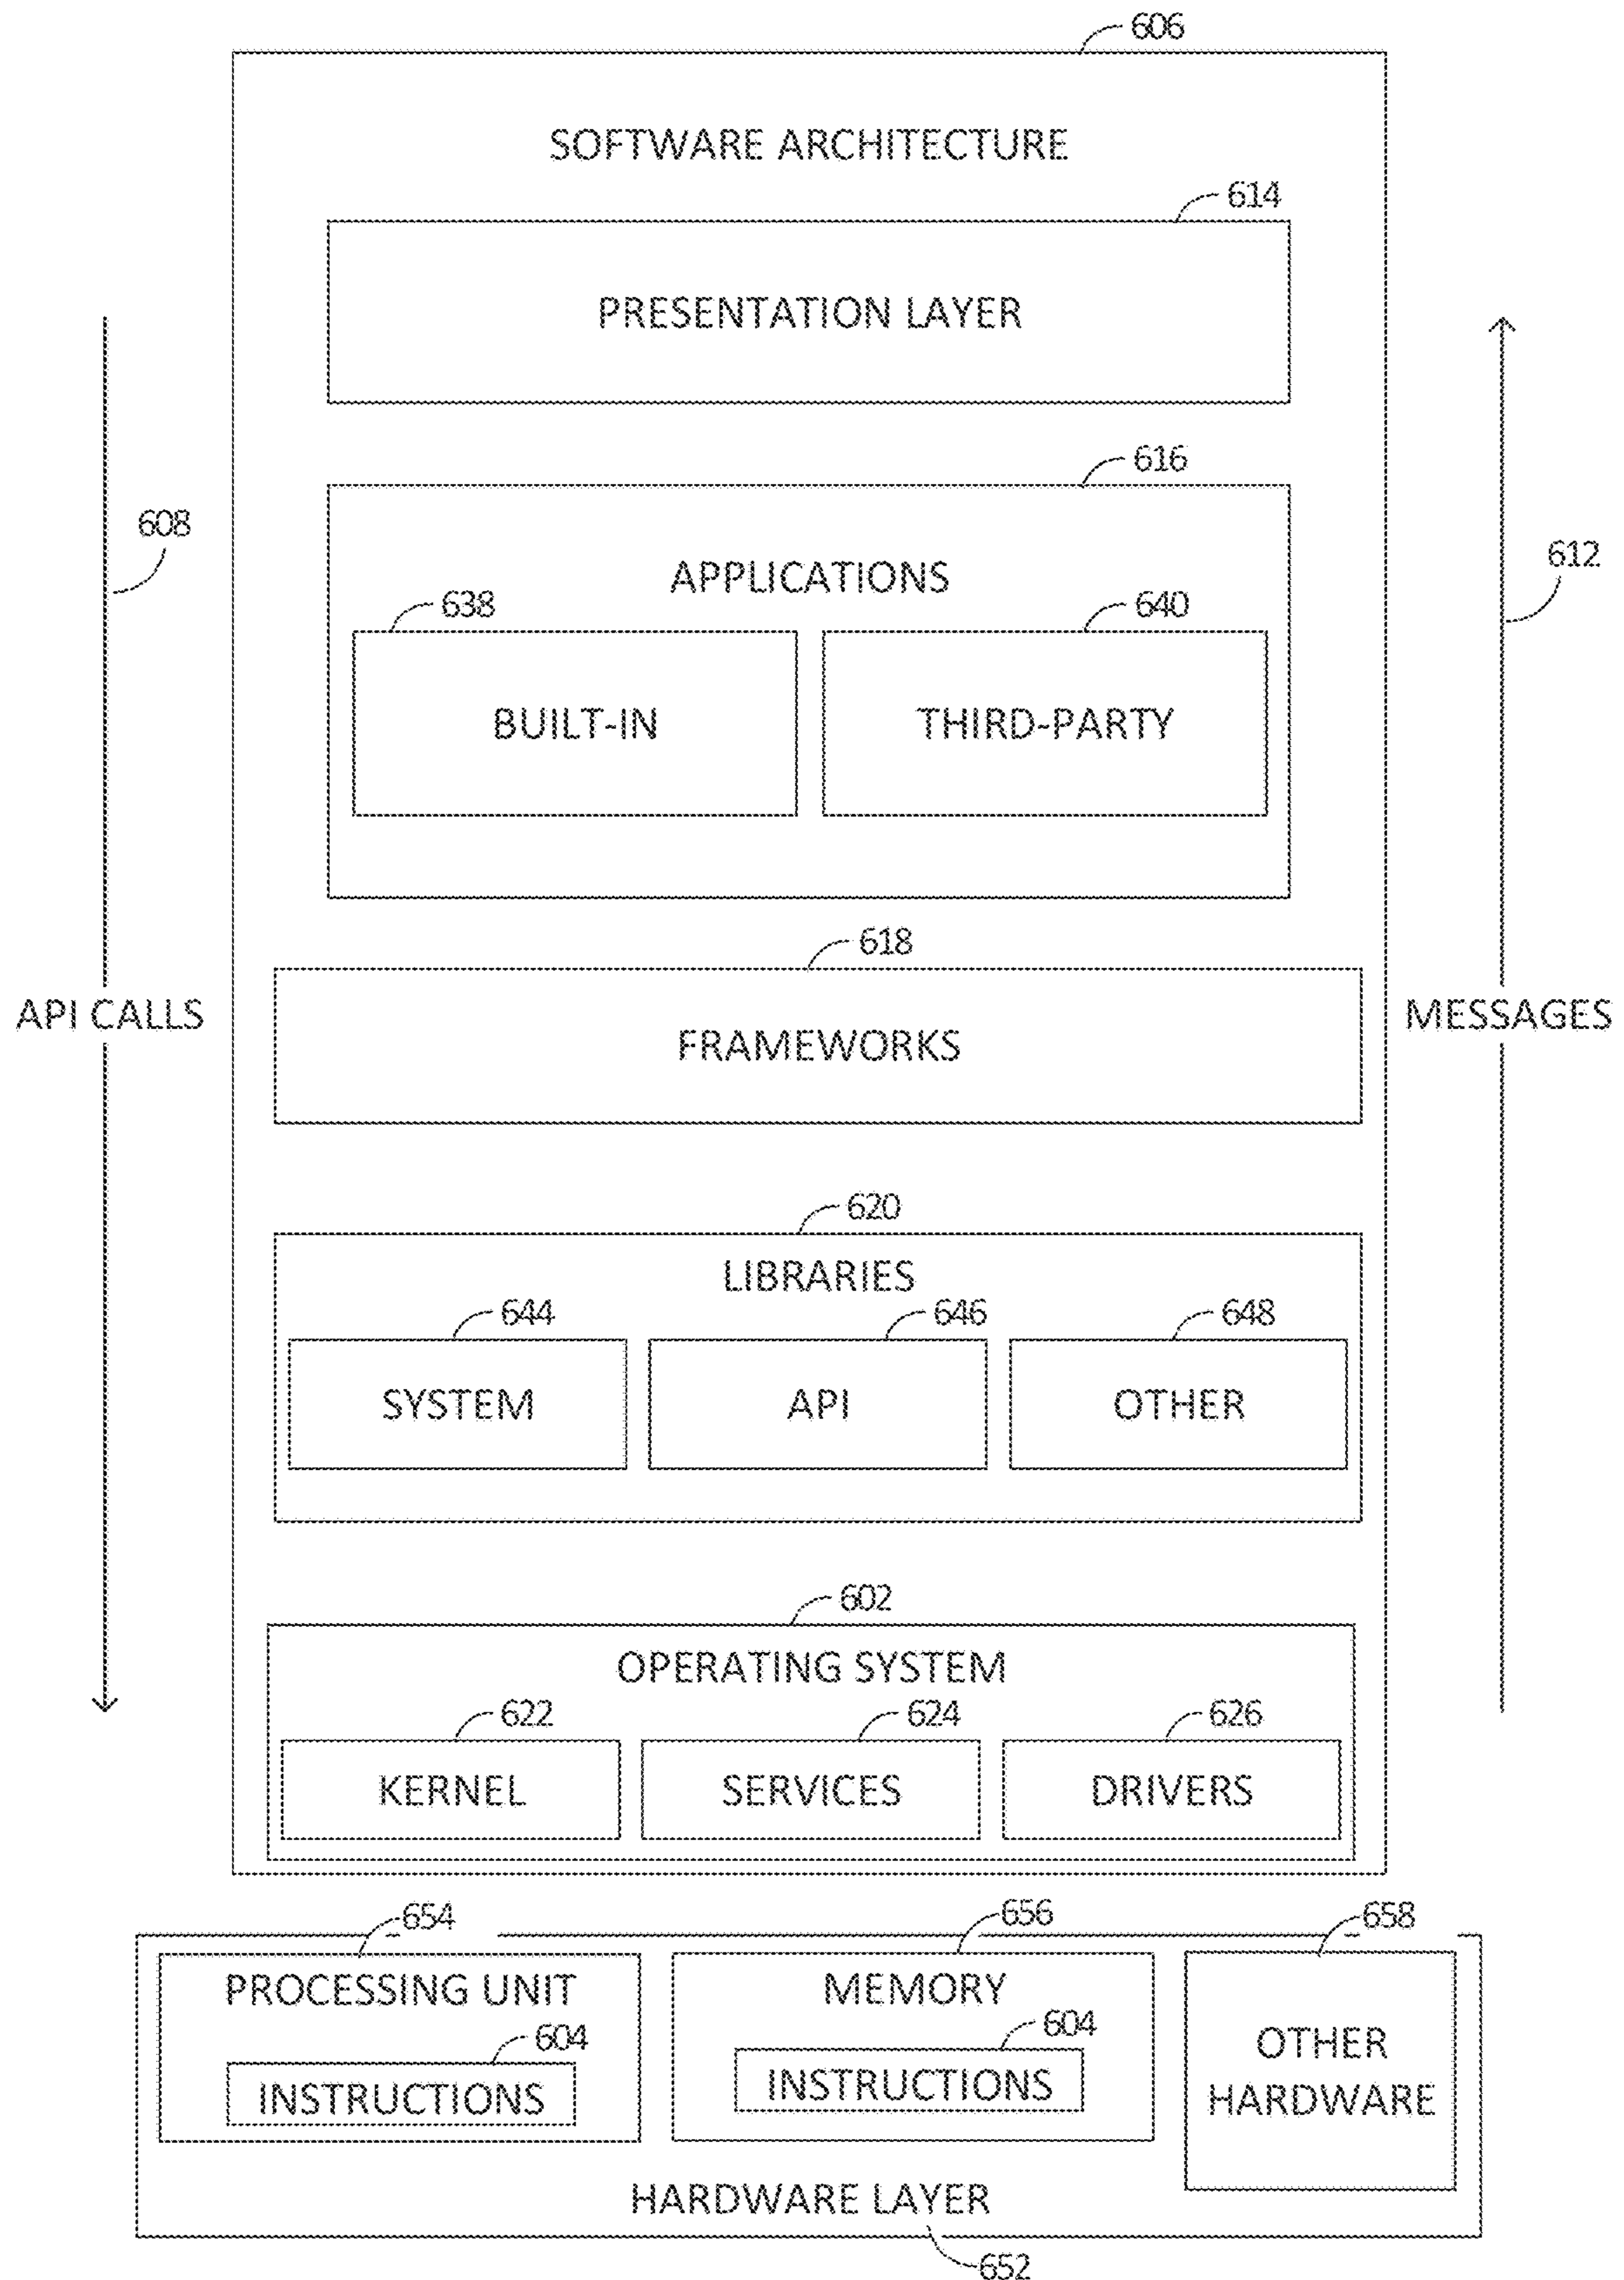 606
SOFTWARE ARCHITECTURE
614
PRESENTATION LAYER
616
608
612
APPLICATIONS
638
640
BUILT-IN
THIRD-PARTY
618
API CALLS
MESSAGES
FRAMEWORKS
620
LIBRARIES
644
646
648
SYSTEM
API
OTHER
602
OPERATING SYSTEM
622
624
626
KERNEL
SERVICES
DRIVERS
654
656
658
PROCESSING UNIT
MEMORY
604
604
OTHER
HARDWARE
INSTRUCTIONS
INSTRUCTIONS
HARDWARE LAYER
652